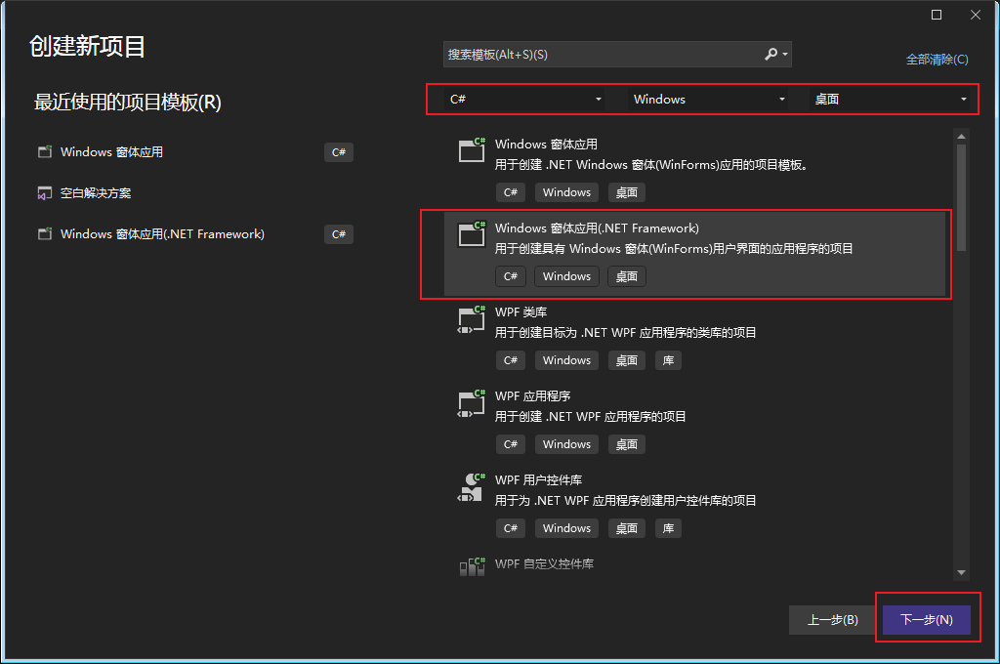 创建新项目
搜索模板(Alt+S)(S)
全部清除(C)
最近使用的项目模板(R)
Windows 窗体应用
C#
空白解决方案
Windows 窗体应用(.NET Framework)
C#
C#
Windows
桌面
Windows 窗体应用
用于创建 .NET Windows 窗体(WinForms)应用的项目模板。
C# Windows 桌面
Windows 窗体应用(.NET Framework)
用于创建具有 Windows 窗体(WinForms)用户界面的应用程序的项目
C# Windows 桌面
WPF 类库
用于创建目标为 .NET WPF 应用程序的类库的项目
C# Windows 桌面 库
WPF 应用程序
用于创建 .NET WPF 应用程序的项目
C# Windows 桌面
WPF 用户控件库
用于为 .NET WPF 应用程序创建用户控件库的项目
C# Windows 桌面 库
WPF 自定义控件库
上一步(B)
下一步(N)